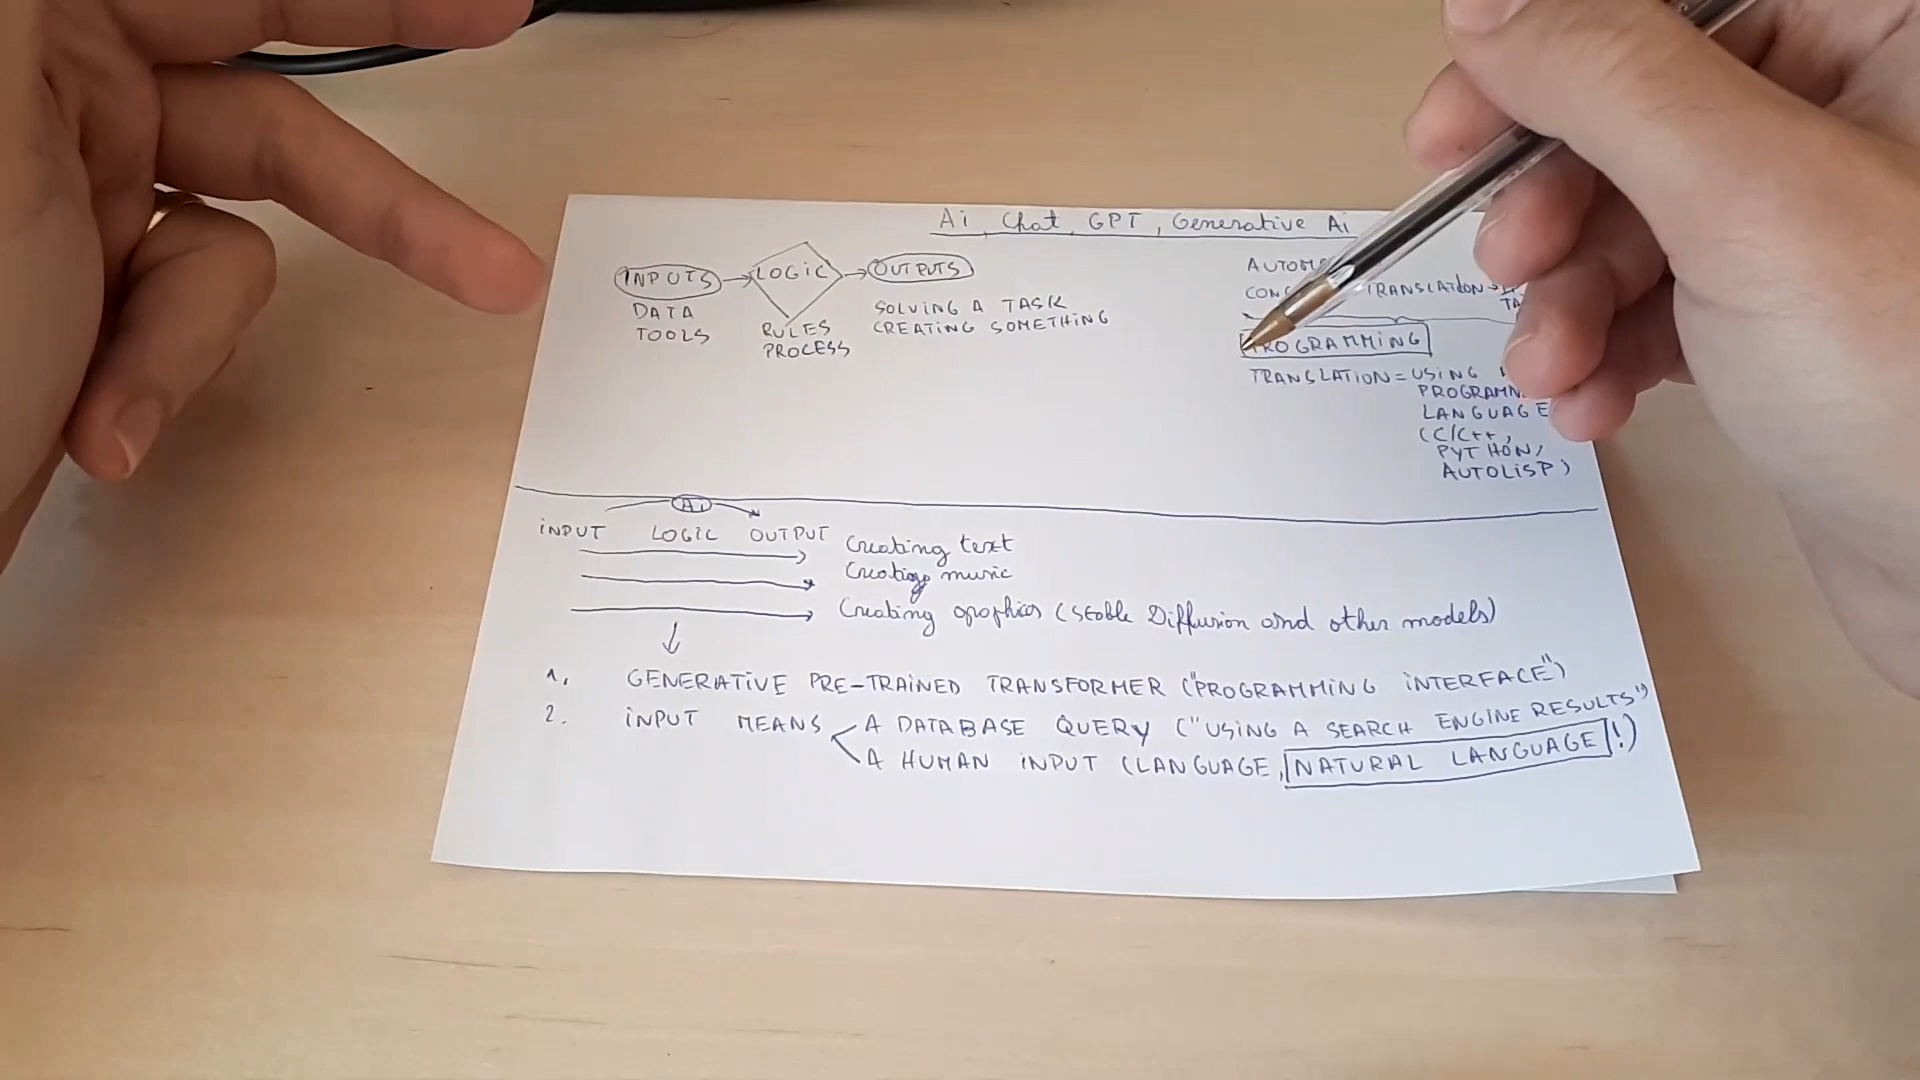 Ai, Chat GPT, Generative Ai
INPUTS → LOGIC → OUTPUTS
DATA
TOOLS
RULES
PROCESS
SOLVING A TASK
CREATING SOMETHING
TRANSLATION →
PROGRAMMING
TRANSLATION = USING
LANGUAGE
(C/C++,
PYTHON,
AUTOLISP)
Ai
INPUT LOGIC OUTPUT
Creating text
Creating music
Creating graphics (Stable Diffusion and other models)
1. GENERATIVE PRE-TRAINED TRANSFORMER ("PROGRAMMING INTERFACE")
2. INPUT MEANS A DATABASE QUERY ("USING A SEARCH ENGINE RESULTS")
A HUMAN INPUT (LANGUAGE, NATURAL LANGUAGE!)